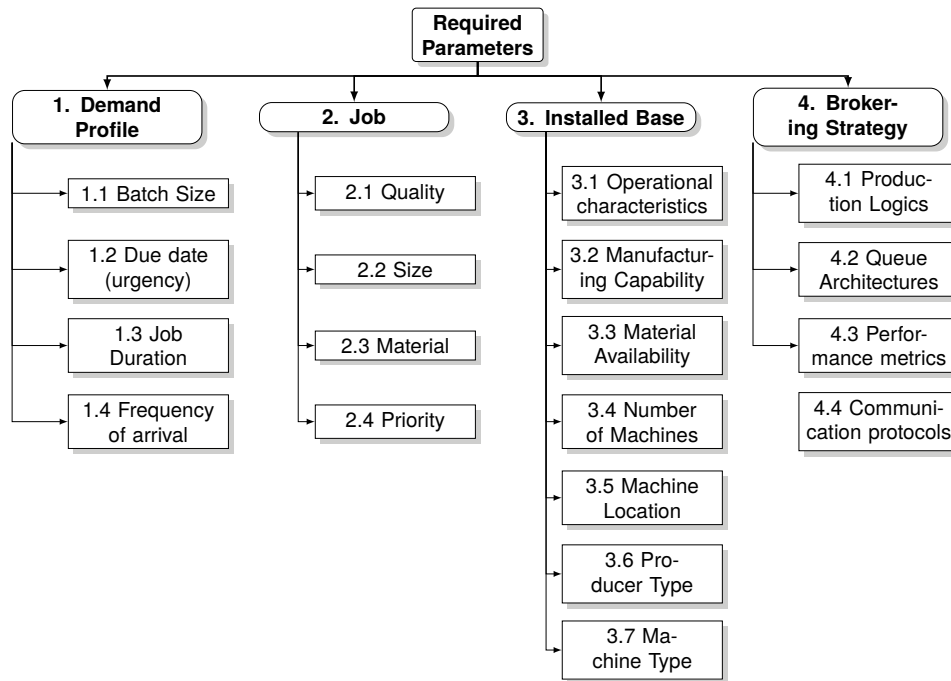 Required
Parameters
1. Demand
Profile
1.1 Batch Size
1.2 Due date
(urgency)
1.3 Job
Duration
1.4 Frequency
of arrival
2. Job
2.1 Quality
2.2 Size
2.3 Material
2.4 Priority
3. Installed Base
3.1 Operational
characteristics
3.2 Manufactur-
ing Capability
3.3 Material
Availability
3.4 Number
of Machines
3.5 Machine
Location
3.6 Pro-
ducer Type
3.7 Ma-
chine Type
4. Broker-
ing Strategy
4.1 Produc-
tion Logics
4.2 Queue
Architectures
4.3 Perfor-
mance metrics
4.4 Communi-
cation protocols